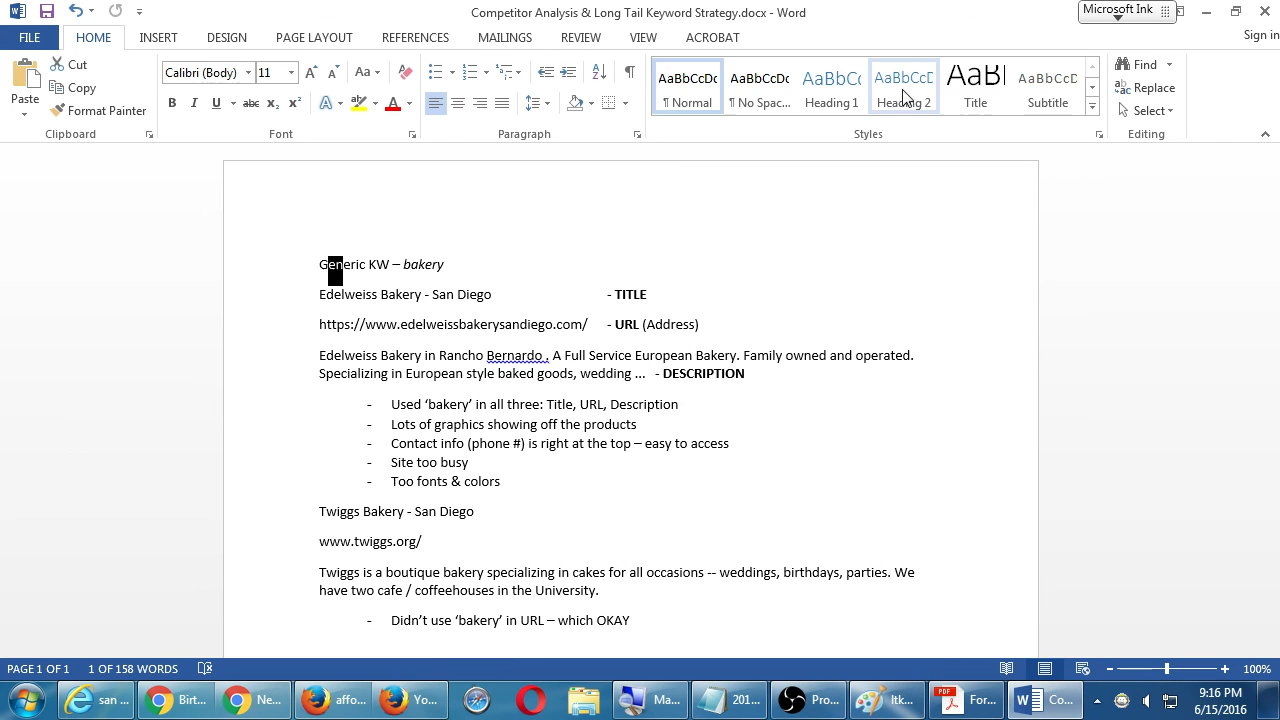 Competitor Analysis & Long Tail Keyword Strategy.docx - Word
Microsoft Ink
FILE HOME INSERT DESIGN PAGE LAYOUT REFERENCES MAILINGS REVIEW VIEW ACROBAT Sign in
Paste
Cut
Copy
Format Painter
Clipboard
Calibri (Body) 11
Aa
B I U abc x₂ x²
A ab A
Font
Paragraph
AaBbCcDc AaBbCcDc AaBbCc AaBbCcD AaB AaBbCcD
¶ Normal ¶ No Spac... Heading 1 Heading 2 Title Subtitle
Styles
Find
Replace
Select
Editing
Generic KW – bakery
Edelweiss Bakery - San Diego - TITLE
https://www.edelweissbakerysandiego.com/ - URL (Address)
Edelweiss Bakery in Rancho Bernardo . A Full Service European Bakery. Family owned and operated.
Specializing in European style baked goods, wedding ... - DESCRIPTION
- Used ‘bakery’ in all three: Title, URL, Description
- Lots of graphics showing off the products
- Contact info (phone #) is right at the top – easy to access
- Site too busy
- Too fonts & colors
Twiggs Bakery - San Diego
www.twiggs.org/
Twiggs is a boutique bakery specializing in cakes for all occasions -- weddings, birthdays, parties. We
have two cafe / coffeehouses in the University.
- Didn’t use ‘bakery’ in URL – which OKAY
PAGE 1 OF 1 1 OF 158 WORDS 100%
san ... Birt... Ne... affo... Yo... Ma... 201... Pro... ltk... For... Co...
9:16 PM
6/15/2016